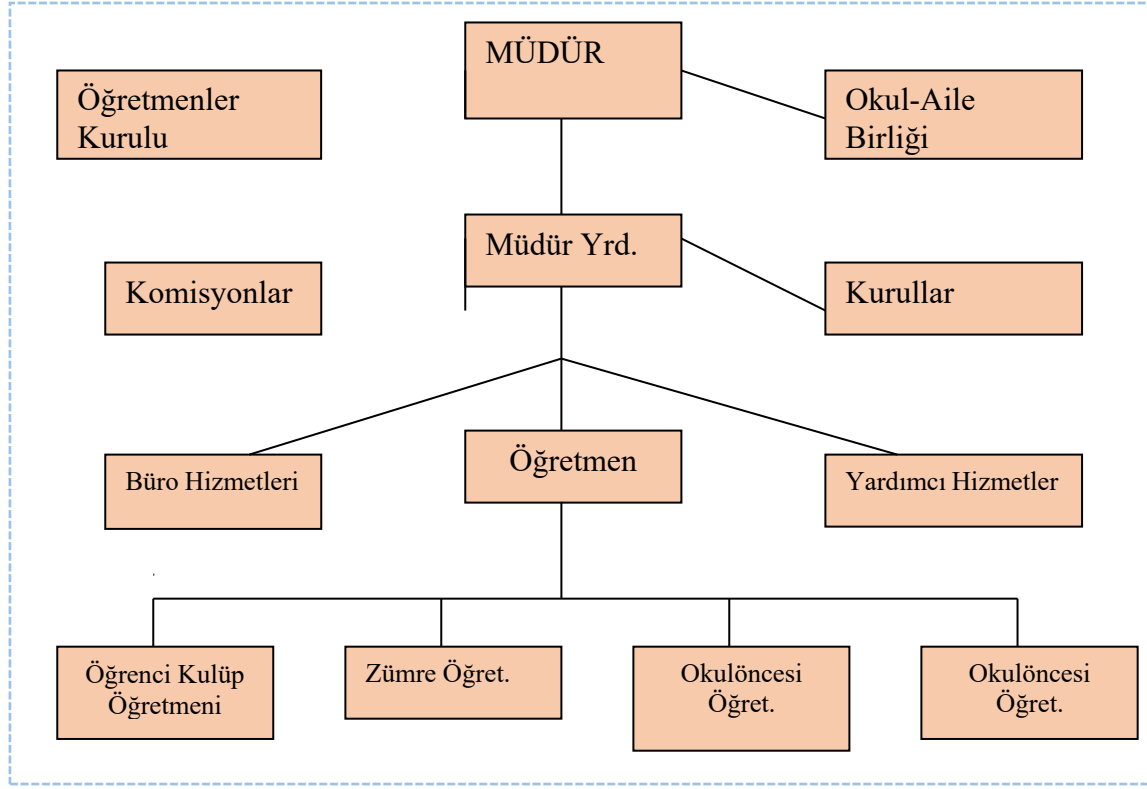 MÜDÜR
Öğretmenler
Kurulu
Okul-Aile
Birliği
Müdür Yrd.
Komisyonlar
Kurullar
Büro Hizmetleri
Öğretmen
Yardımcı Hizmetler
Öğrenci Kulüp
Öğretmeni
Zümre Öğret.
Okulöncesi
Öğret.
Okulöncesi
Öğret.